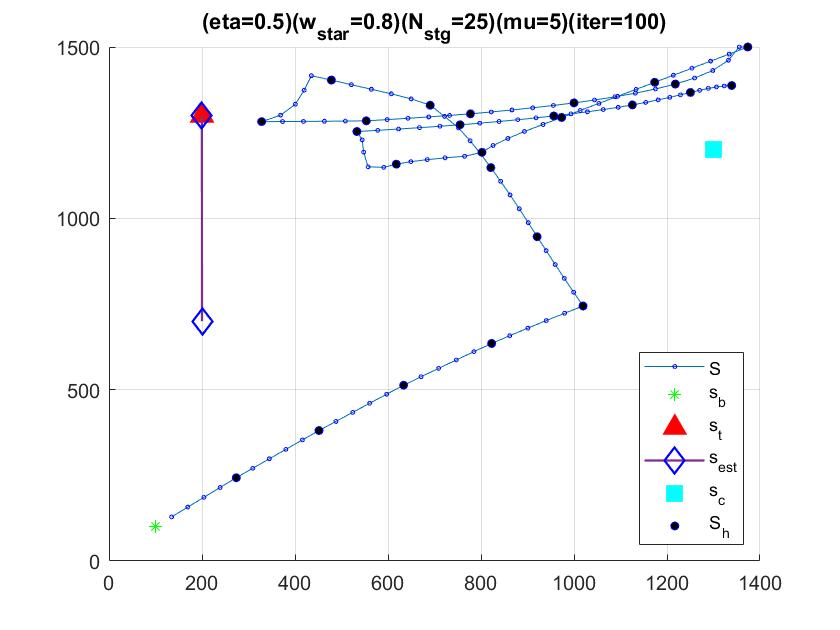 (eta=0.5)(w_star=0.8)(N_stg=25)(mu=5)(iter=100)
1500
1000
500
0
0 200 400 600 800 1000 1200 1400
S
s_b
s_t
s_est
s_c
S_h